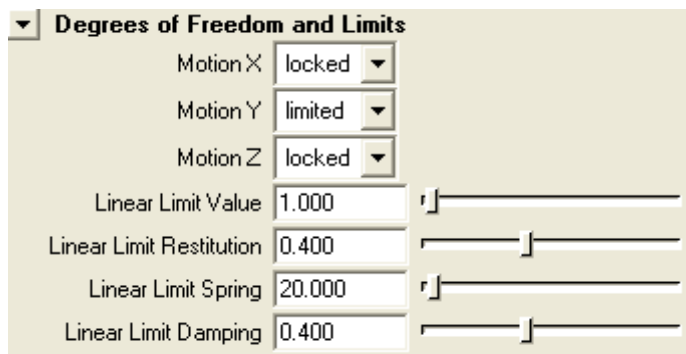 Degrees of Freedom and Limits
Motion X locked
Motion Y limited
Motion Z locked
Linear Limit Value 1.000
Linear Limit Restitution 0.400
Linear Limit Spring 20.000
Linear Limit Damping 0.400